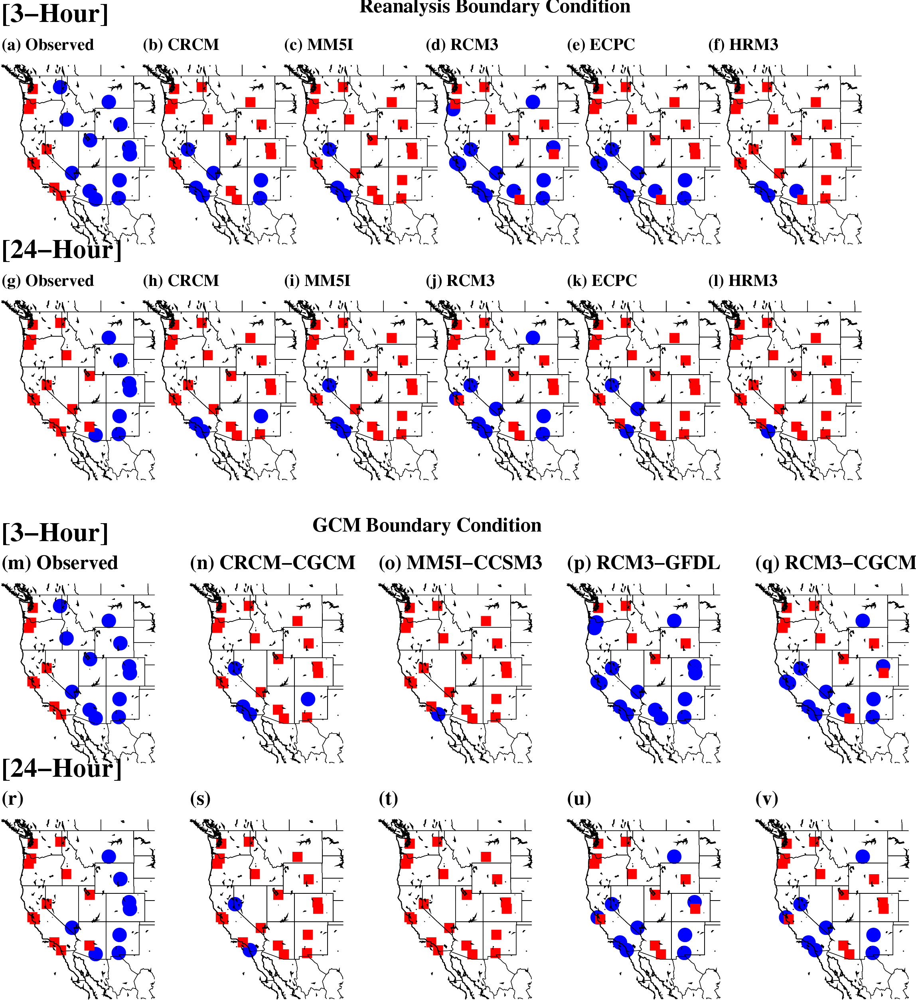 Reanalysis Boundary Condition
[3−Hour]
(a) Observed (b) CRCM (c) MM5I (d) RCM3 (e) ECPC (f) HRM3
[24−Hour]
(g) Observed (h) CRCM (i) MM5I (j) RCM3 (k) ECPC (l) HRM3
GCM Boundary Condition
[3−Hour]
(m) Observed (n) CRCM−CGCM (o) MM5I−CCSM3 (p) RCM3−GFDL (q) RCM3−CGCM
[24−Hour]
(r) (s) (t) (u) (v)